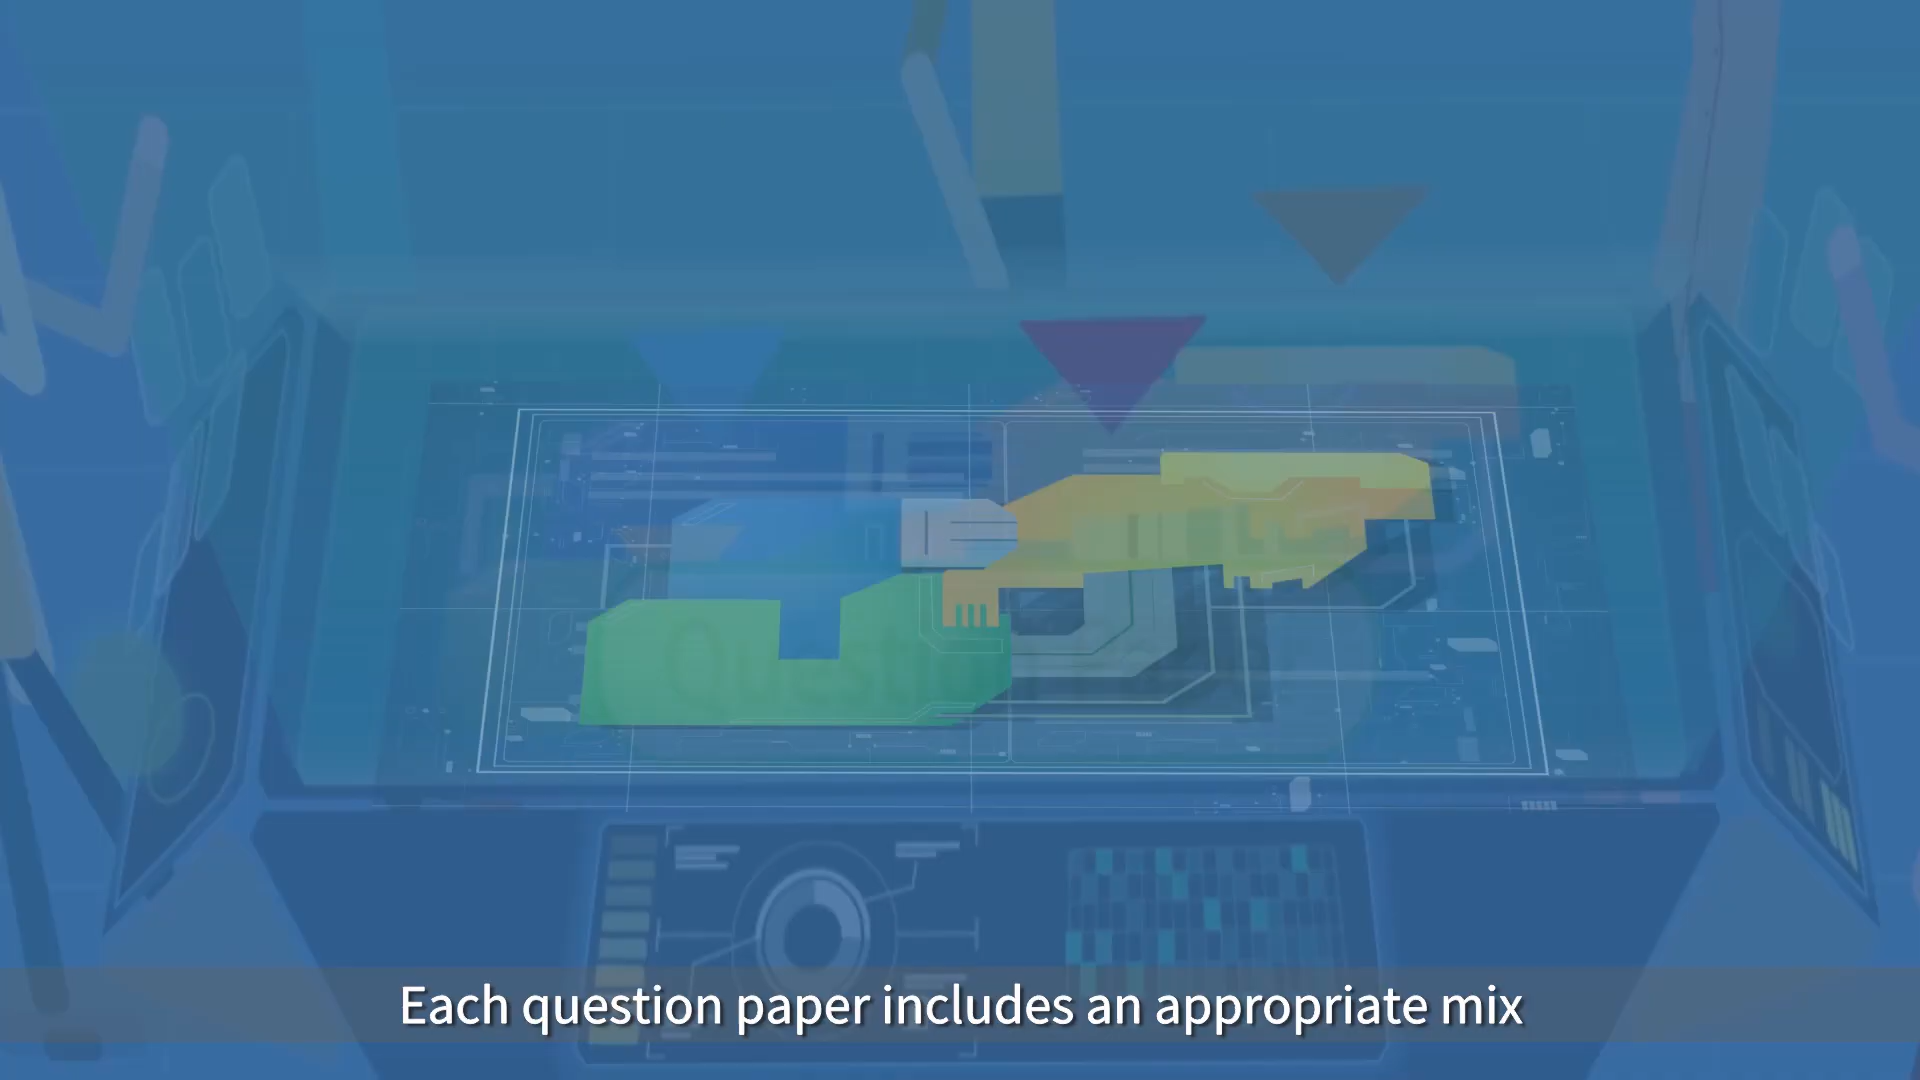 Each question paper includes an appropriate mix